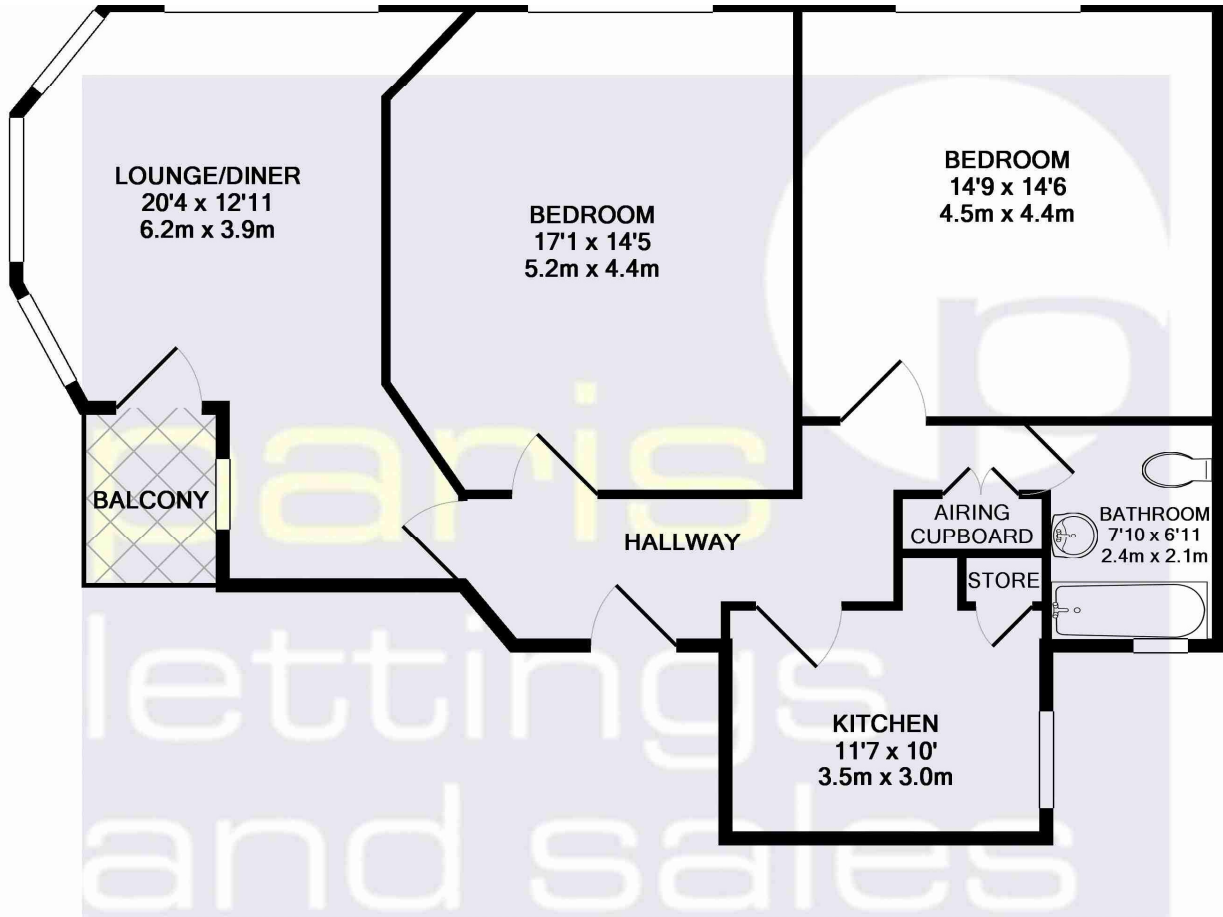 LOUNGE/DINER
20'4 x 12'11
6.2m x 3.9m
BEDROOM
17'1 x 14'5
5.2m x 4.4m
BEDROOM
14'9 x 14'6
4.5m x 4.4m
BALCONY
HALLWAY
AIRING
CUPBOARD
STORE
BATHROOM
7'10 x 6'11
2.4m x 2.1m
KITCHEN
11'7 x 10'
3.5m x 3.0m
paris
lettings
and sales